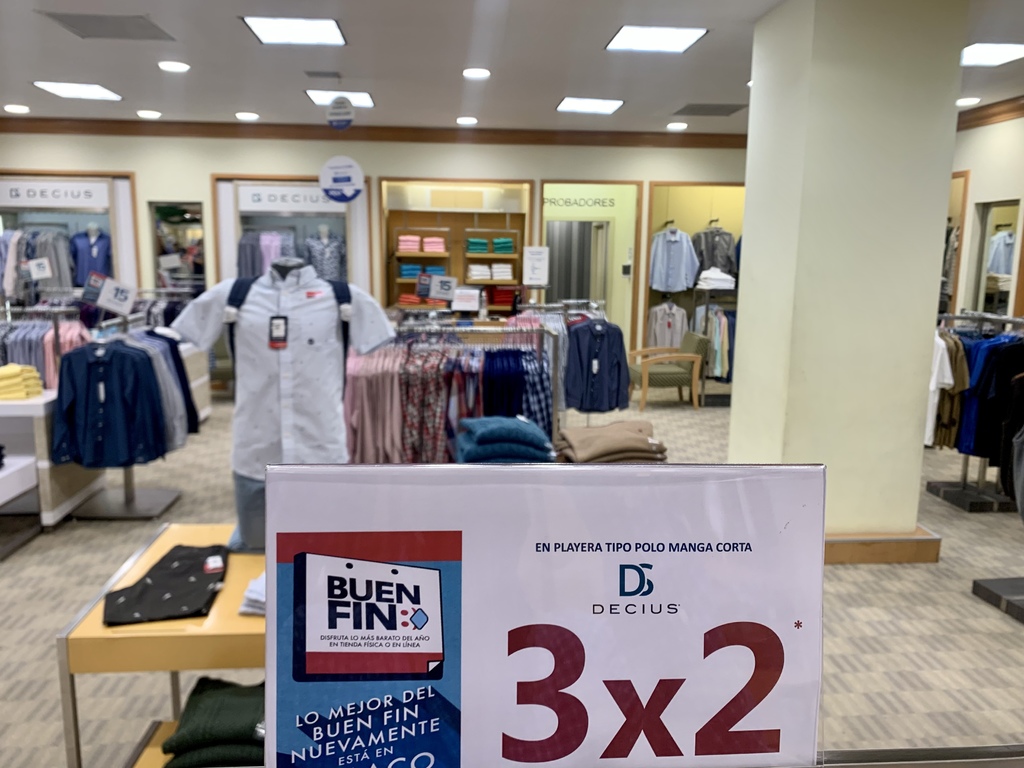 DECIUS
DECIUS
PROBADORES
15
15
EN PLAYERA TIPO POLO MANGA CORTA
DS
DECIUS
3x2*
BUEN
FIN
DISFRUTA LO MÁS BARATO DEL AÑO
EN TIENDA FÍSICA O EN LÍNEA
LO MEJOR DEL
BUEN FIN
NUEVAMENTE
ESTÁ EN